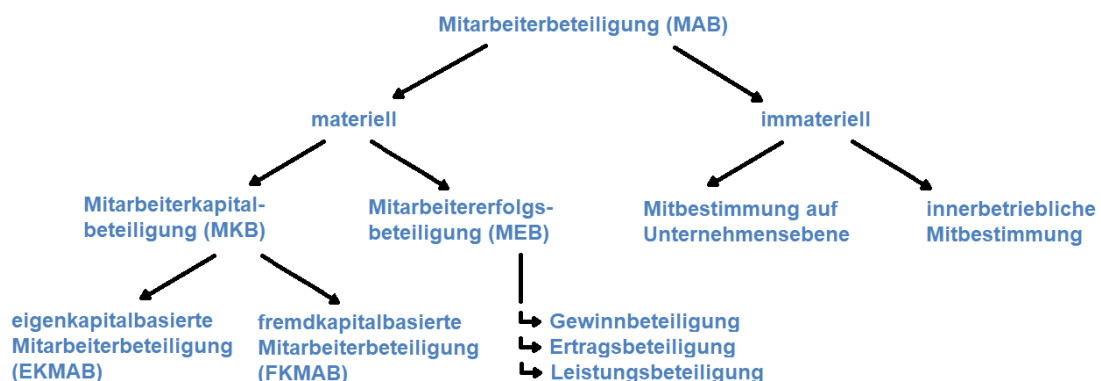 Mitarbeiterbeteiligung (MAB)
materiell
immateriell
Mitarbeiterkapital-
beteiligung (MKB)
Mitarbeitererfolgs-
beteiligung (MEB)
Mitbestimmung auf
Unternehmensebene
innerbetriebliche
Mitbestimmung
eigenkapitalbasierte
Mitarbeiterbeteiligung
(EKMAB)
fremdkapitalbasierte
Mitarbeiterbeteiligung
(FKMAB)
Gewinnbeteiligung
Ertragsbeteiligung
Leistungsbeteiligung